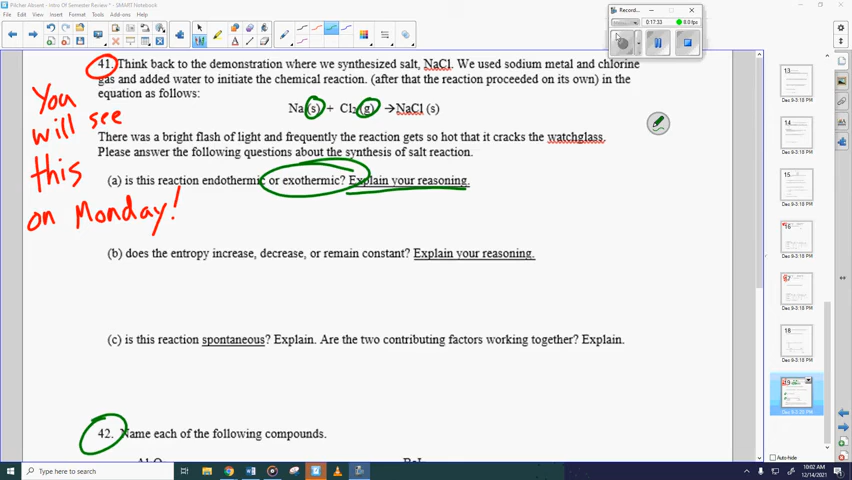 Pilcher Absent - Intro Of Semester Review *
Recor...
File Edit View Insert Format Tools Add-ons Help
0:17:33 0.0 fps
41. Think back to the demonstration where we synthesized salt, NaCl. We used sodium metal and chlorine
gas and added water to initiate the chemical reaction. (after that the reaction proceeded on its own) in the
equation as follows:
Na (s) + Cl2 (g) → NaCl (s)
There was a bright flash of light and frequently the reaction gets so hot that it cracks the watchglass.
Please answer the following questions about the synthesis of salt reaction.
(a) is this reaction endothermic or exothermic? Explain your reasoning.
You
will see
this
on Monday!
(b) does the entropy increase, decrease, or remain constant? Explain your reasoning.
(c) is this reaction spontaneous? Explain. Are the two contributing factors working together? Explain.
42. Name each of the following compounds.
13
Dec 9-3:18 PM
14
Dec 9-3:18 PM
15
Dec 9-3:18 PM
16
Dec 9-3:18 PM
Dec 9-3:18 PM
18
Dec 9-3:18 PM
19
Dec 9-3:20 PM
Auto-hide
Type here to search
10:02 AM
12/14/2021